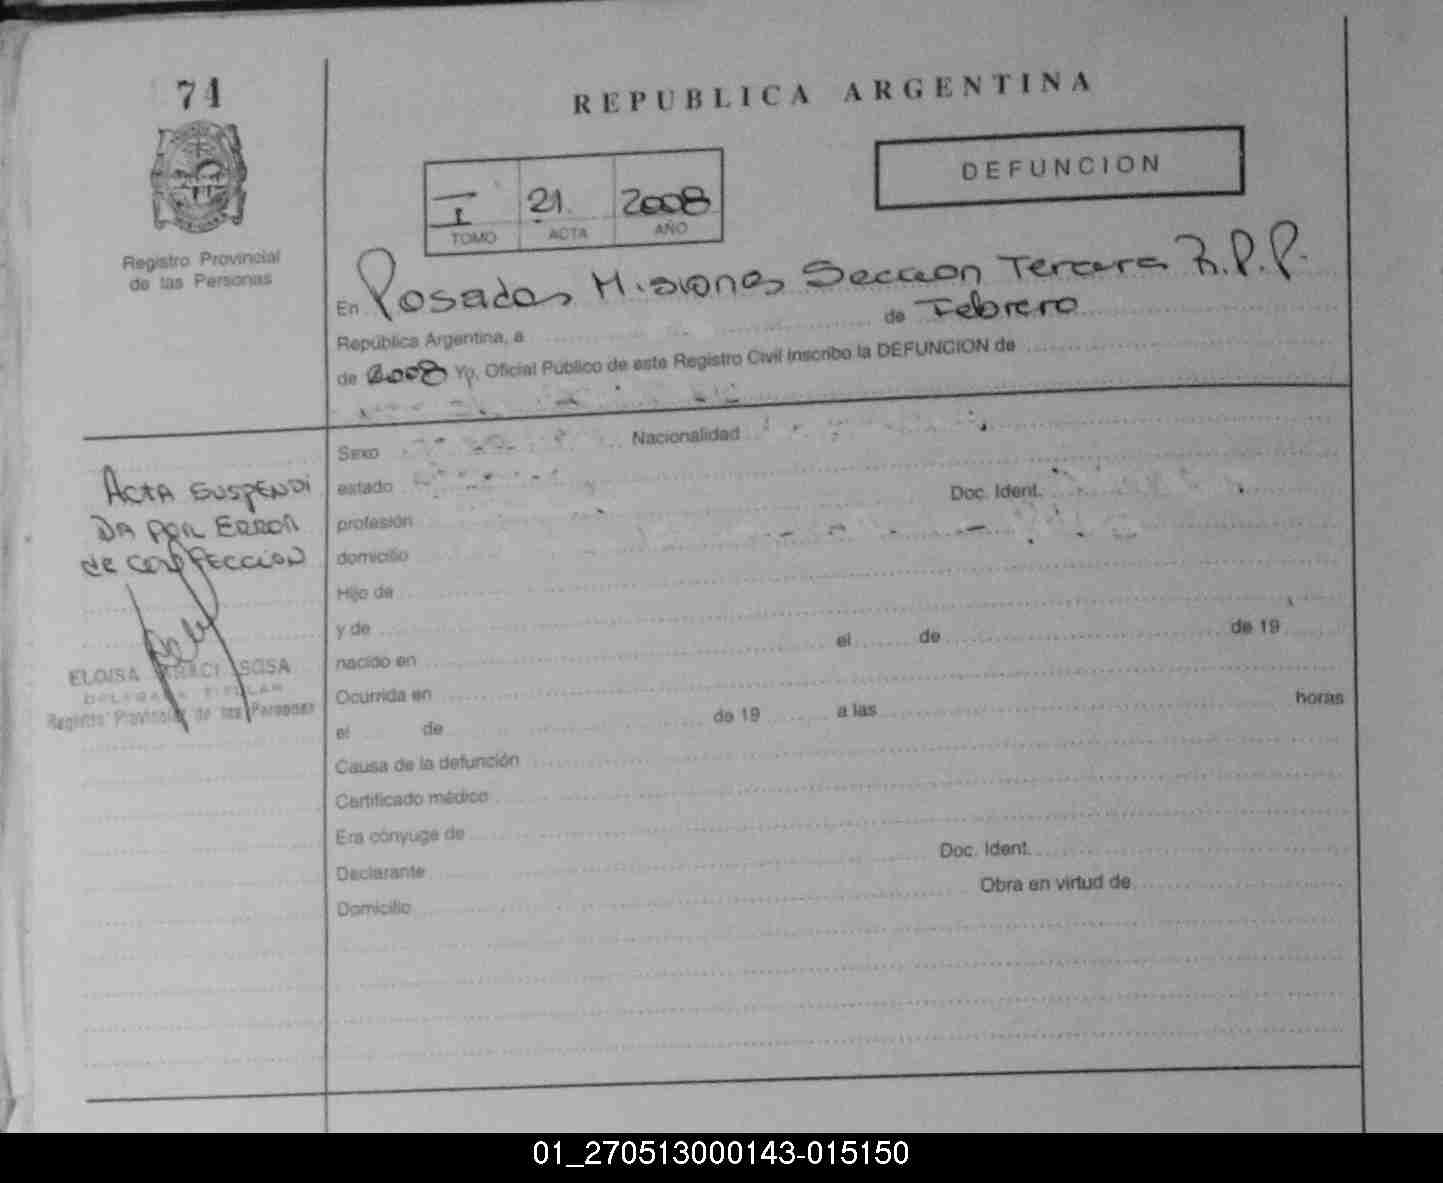 74
REPUBLICA ARGENTINA
DEFUNCION
I 21 2008
TOMO ACTA AÑO
Registro Provincial
de las Personas
En Posadas Misiones Seccion Tercera R.P.P.
República Argentina, a de Febrero
de 2008 Yo, Oficial Público de este Registro Civil Inscribo la DEFUNCION de
Sexo Nacionalidad
estado Doc. Ident.
profesión
domicilio
Hijo de
y de
nacido en el de de 19
Ocurrida en
el de de 19 a las horas
Causa de la defunción
Certificado médico
Era cónyuge de
Declarante Doc. Ident.
Domicilio Obra en virtud de
ACTA SUSPENDI
DA POR ERROR
de CONFECCION
ELOISA SOSA
Registro Provincial de las Personas
01_270513000143-015150